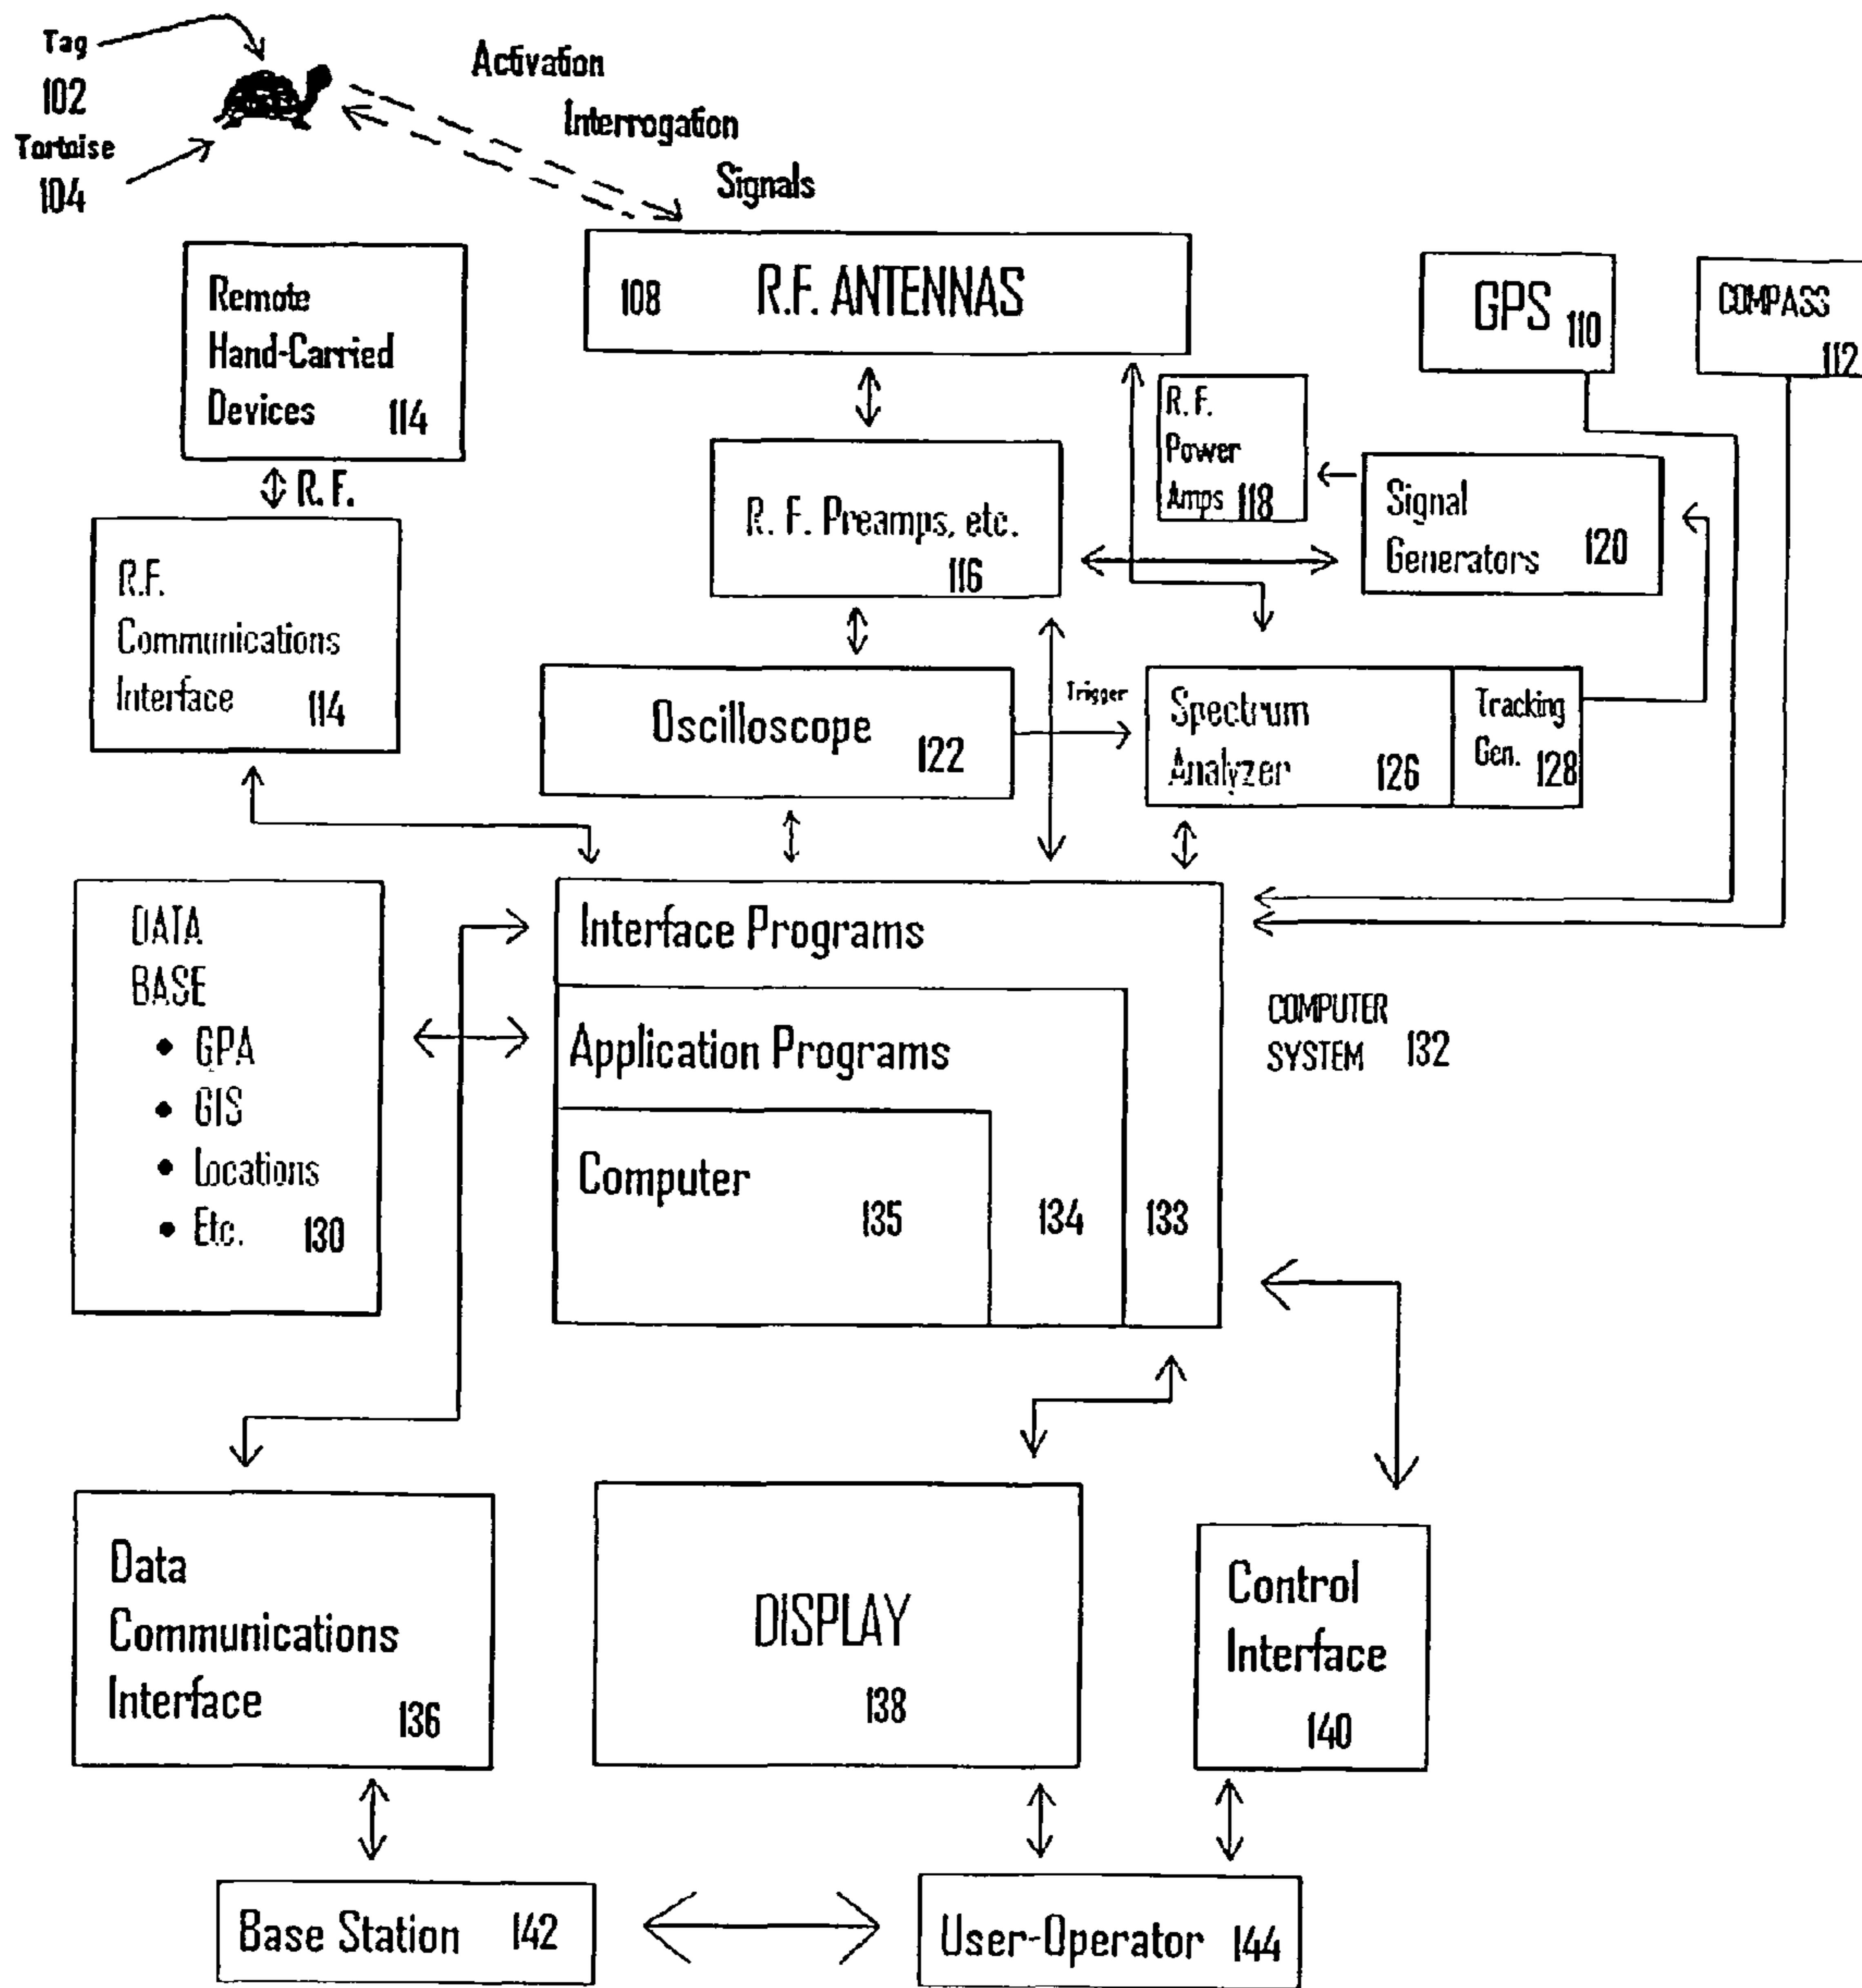 Tag
102
Tortoise
104
Activation
Interrogation
Signals
Remote
Hand-Carried
Devices 114
R.F.
R.F.
Communications
Interface 114
108 R.F. ANTENNAS
GPS 110
COMPASS
112
R. F.
Power
Amps 118
R. F. Preamps, etc.
116
Signal
Generators 120
Oscilloscope 122
Trigger
Spectrum
Analyzer 126
Tracking
Gen. 128
DATA
BASE
• GPA
• GIS
• Locations
• Etc. 130
Interface Programs
Application Programs
Computer
135 134 133
COMPUTER
SYSTEM 132
Data
Communications
Interface 136
DISPLAY
138
Control
Interface
140
Base Station 142
User-Operator 144